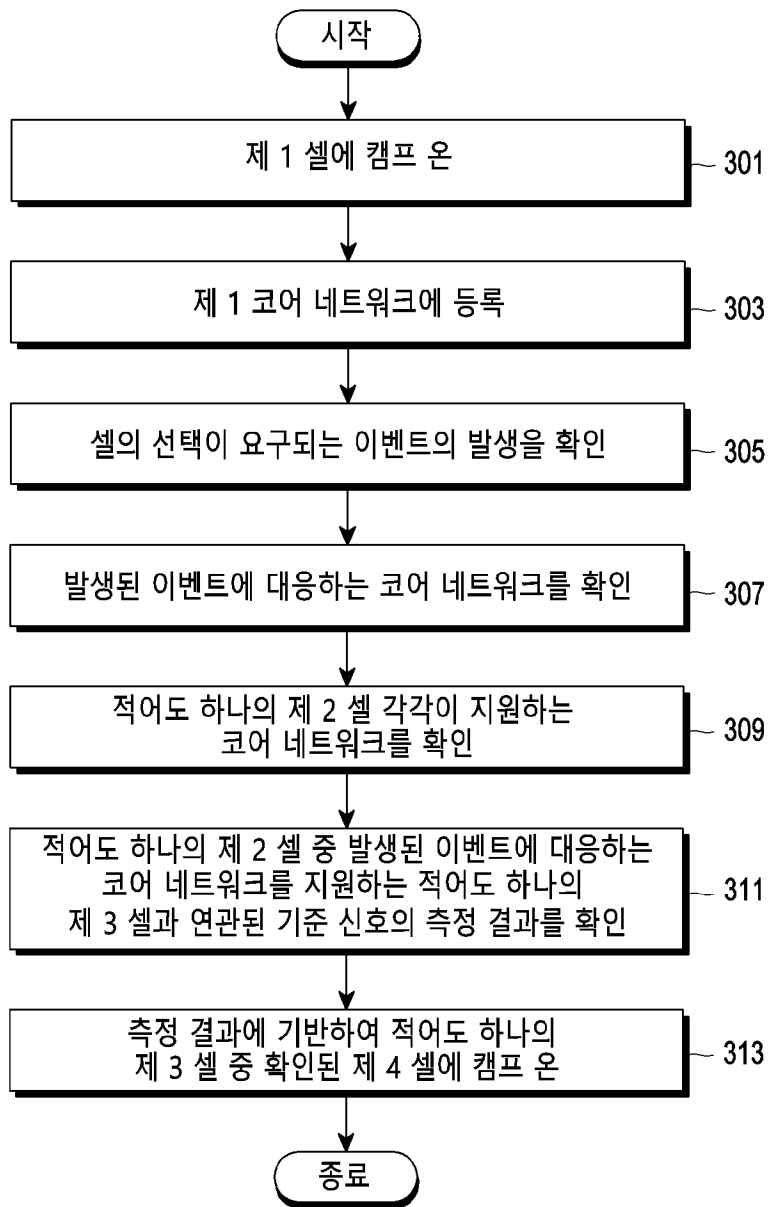 시작
제 1 셀에 캠프 온
301
제 1 코어 네트워크에 등록
303
셀의 선택이 요구되는 이벤트의 발생을 확인
305
발생된 이벤트에 대응하는 코어 네트워크를 확인
307
적어도 하나의 제 2 셀 각각이 지원하는
코어 네트워크를 확인
309
적어도 하나의 제 2 셀 중 발생된 이벤트에 대응하는
코어 네트워크를 지원하는 적어도 하나의
제 3 셀과 연관된 기준 신호의 측정 결과를 확인
311
측정 결과에 기반하여 적어도 하나의
제 3 셀 중 확인된 제 4 셀에 캠프 온
313
종료